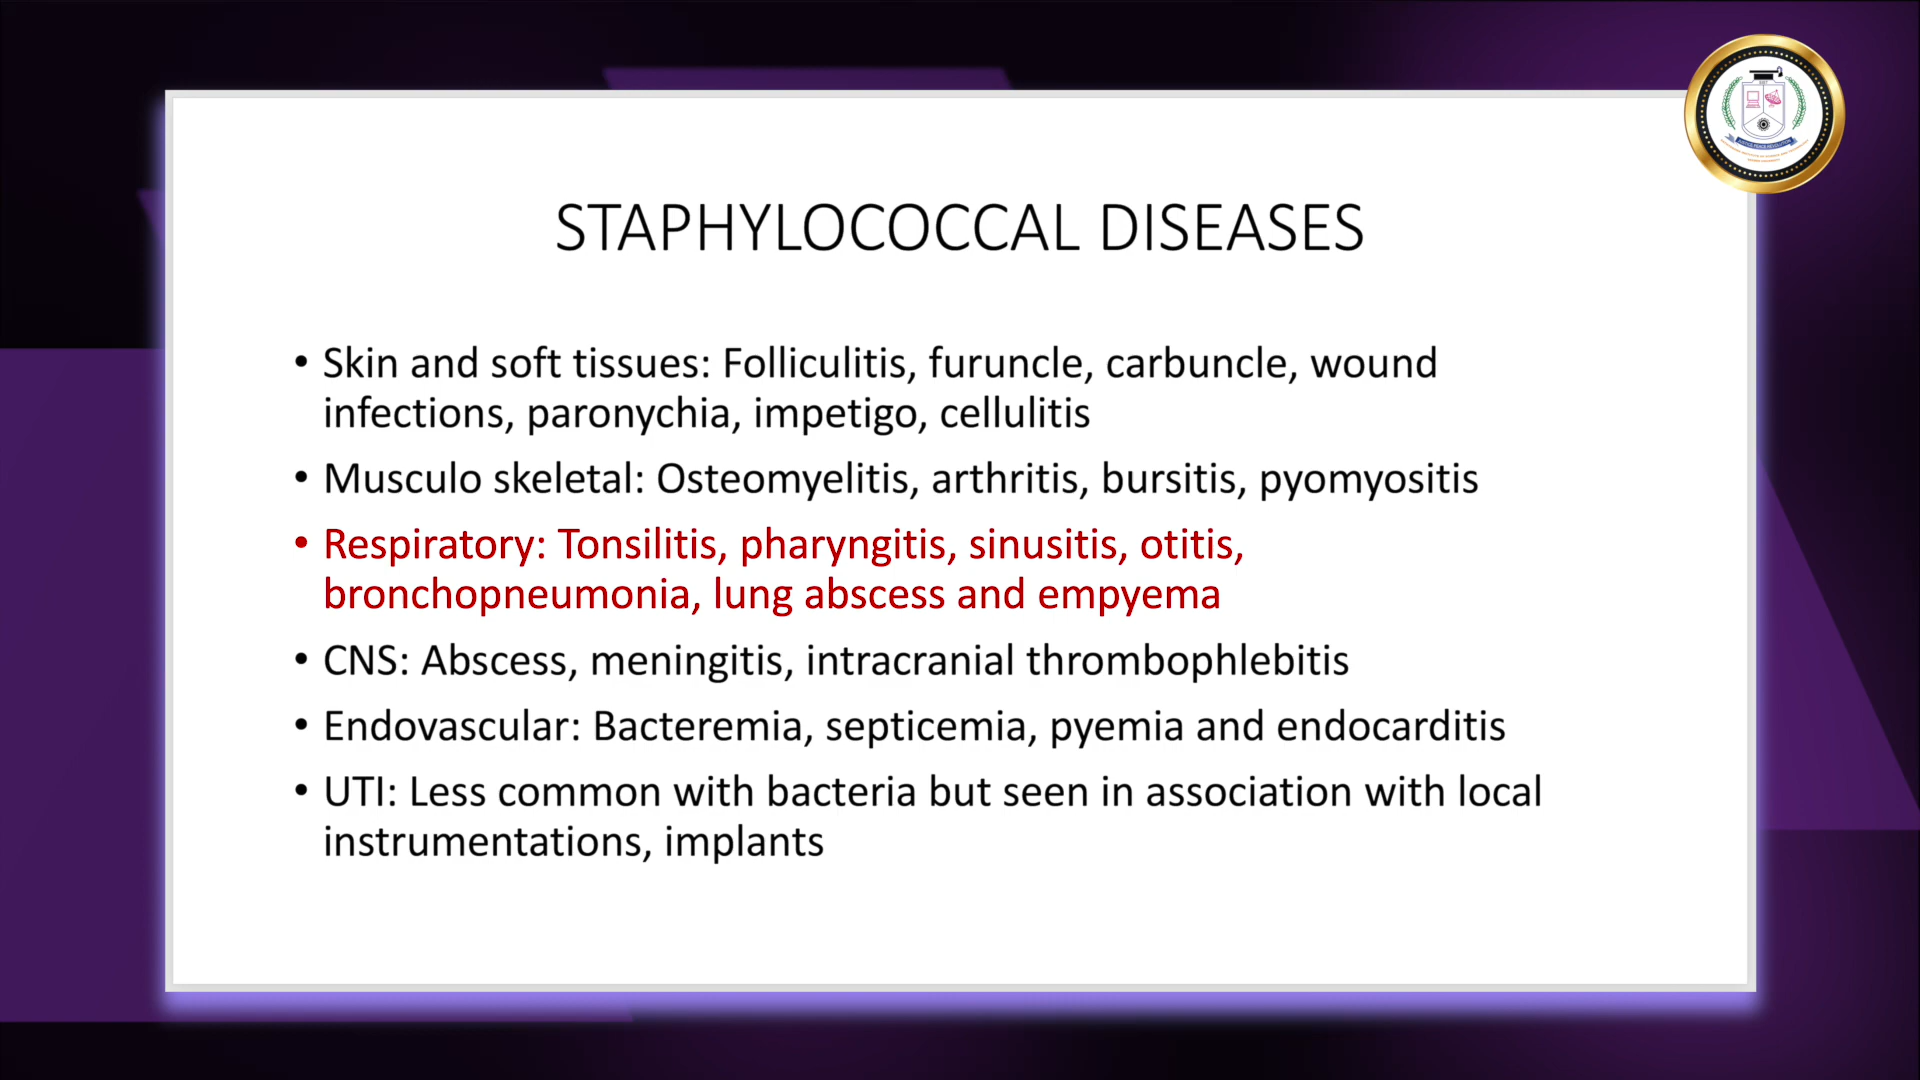 STAPHYLOCOCCAL DISEASES
• Skin and soft tissues: Folliculitis, furuncle, carbuncle, wound
infections, paronychia, impetigo, cellulitis
• Musculo skeletal: Osteomyelitis, arthritis, bursitis, pyomyositis
• Respiratory: Tonsilitis, pharyngitis, sinusitis, otitis,
bronchopneumonia, lung abscess and empyema
• CNS: Abscess, meningitis, intracranial thrombophlebitis
• Endovascular: Bacteremia, septicemia, pyemia and endocarditis
• UTI: Less common with bacteria but seen in association with local
instrumentations, implants